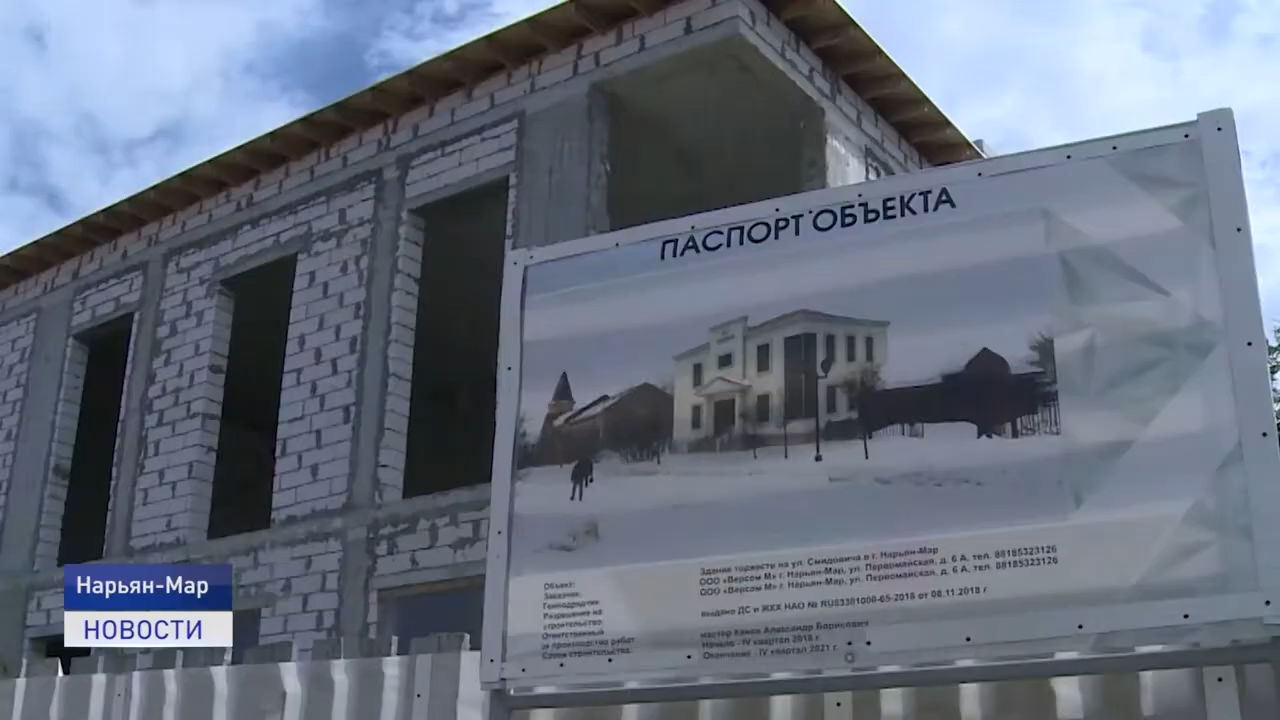 ПАСПОРТ ОБЪЕКТА
Объект: Здание торжеств на ул. Смидовича в г. Нарьян-Мар
Заказчик: ООО «Версом М» г. Нарьян-Мар, ул. Первомайская, д. 6 А, тел. 88185323126
Генподрядчик ООО «Версом М» г. Нарьян-Мар, ул. Первомайская, д. 6 А, тел. 88185323126
Разрешение на
строительство: выдано ДС и ЖКХ НАО № RU83301000-65-2018 от 08.11.2018 г
Ответственный
за производство работ мастер Александр Борисович
Сроки строительства: Начало - IV квартал 2018 г.
Окончание - IV квартал 2021 г.
Нарьян-Мар
НОВОСТИ